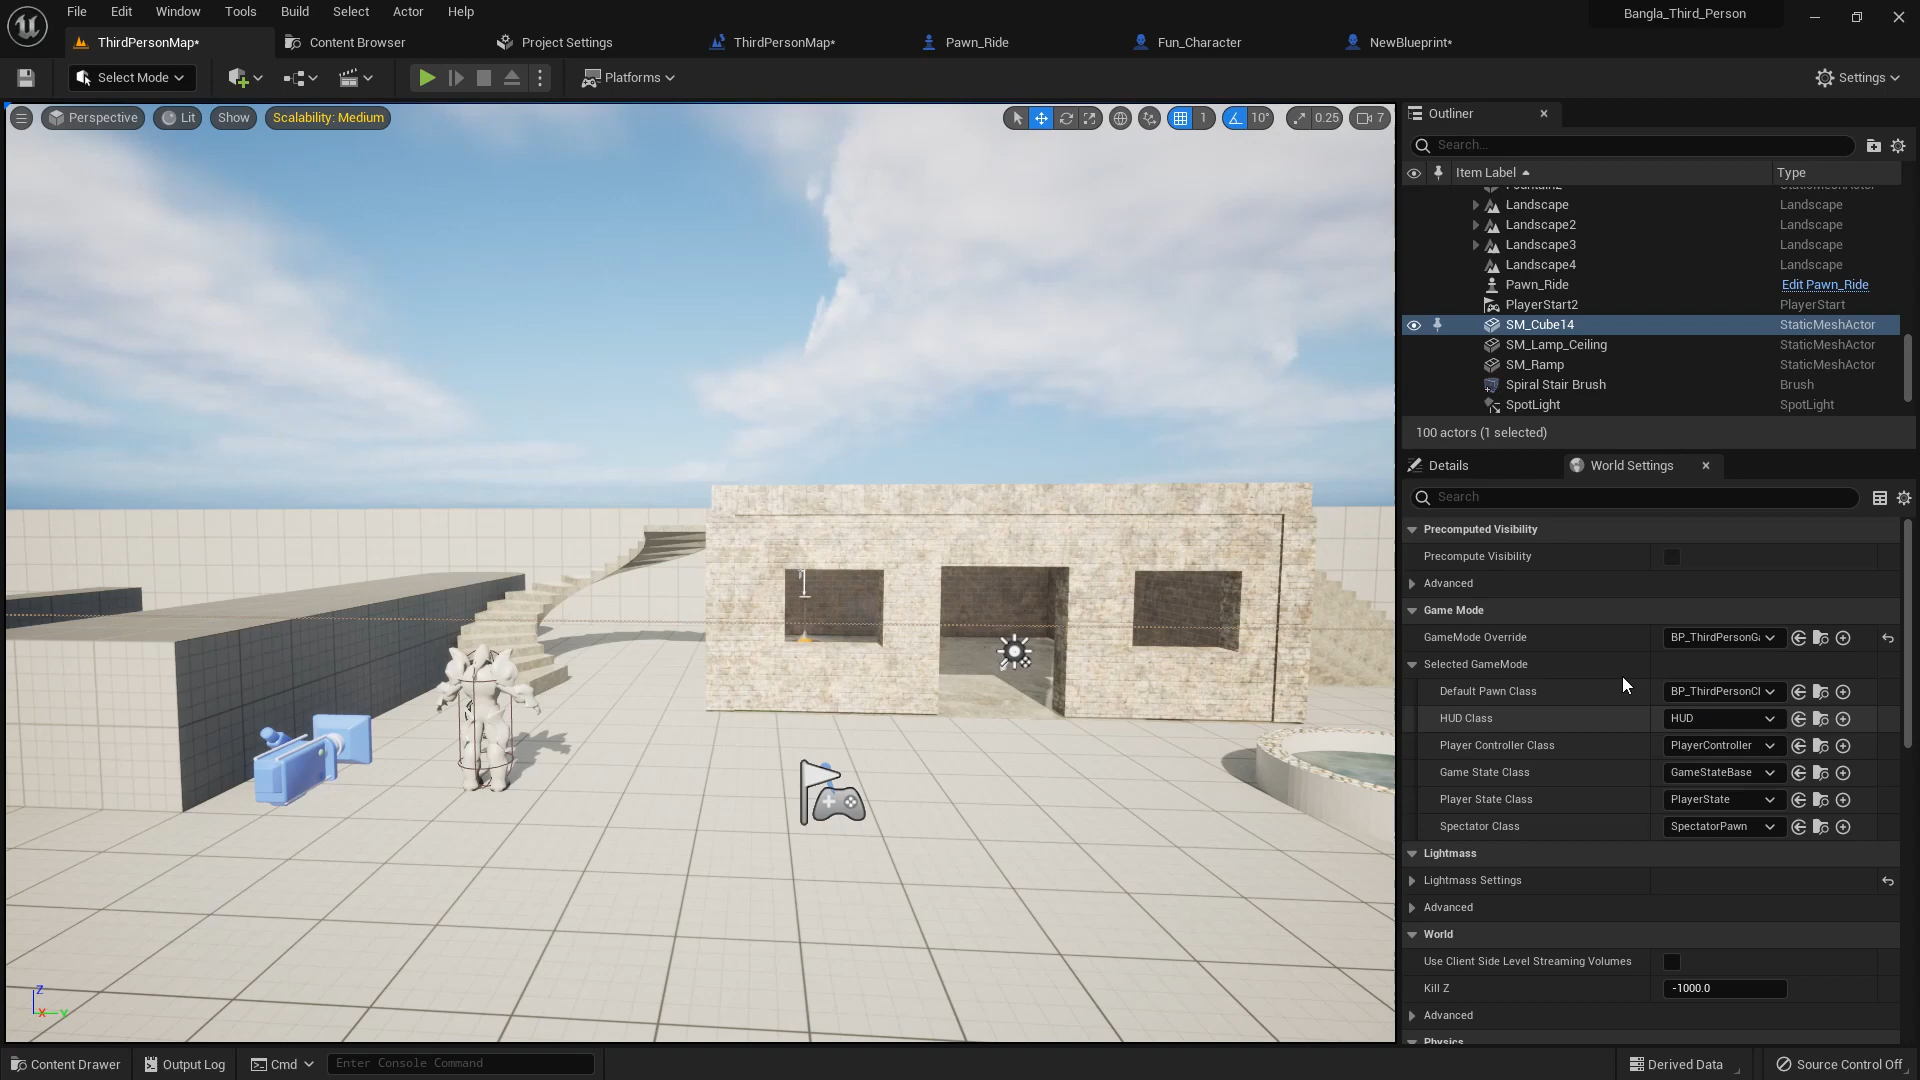 File Edit Window Tools Build Select Actor Help
Bangla_Third_Person
ThirdPersonMap* Content Browser Project Settings ThirdPersonMap* Pawn_Ride Fun_Character NewBlueprint*
Select Mode Platforms Settings
Perspective Lit Show Scalability: Medium 1 10° 0.25 7
Outliner
Search...
Item Label Type
Fountain2 StaticMeshActor
Landscape Landscape
Landscape2 Landscape
Landscape3 Landscape
Landscape4 Landscape
Pawn_Ride Edit Pawn_Ride
PlayerStart2 PlayerStart
SM_Cube14 StaticMeshActor
SM_Lamp_Ceiling StaticMeshActor
SM_Ramp StaticMeshActor
Spiral Stair Brush Brush
SpotLight SpotLight
100 actors (1 selected)
Details World Settings
Search
Precomputed Visibility
Precompute Visibility
Advanced
Game Mode
GameMode Override BP_ThirdPersonGa
Selected GameMode
Default Pawn Class BP_ThirdPersonCl
HUD Class HUD
Player Controller Class PlayerController
Game State Class GameStateBase
Player State Class PlayerState
Spectator Class SpectatorPawn
Lightmass
Lightmass Settings
Advanced
World
Use Client Side Level Streaming Volumes
Kill Z -1000.0
Advanced
Physics
Z
X Y
Content Drawer Output Log Cmd Enter Console Command Derived Data Source Control Off